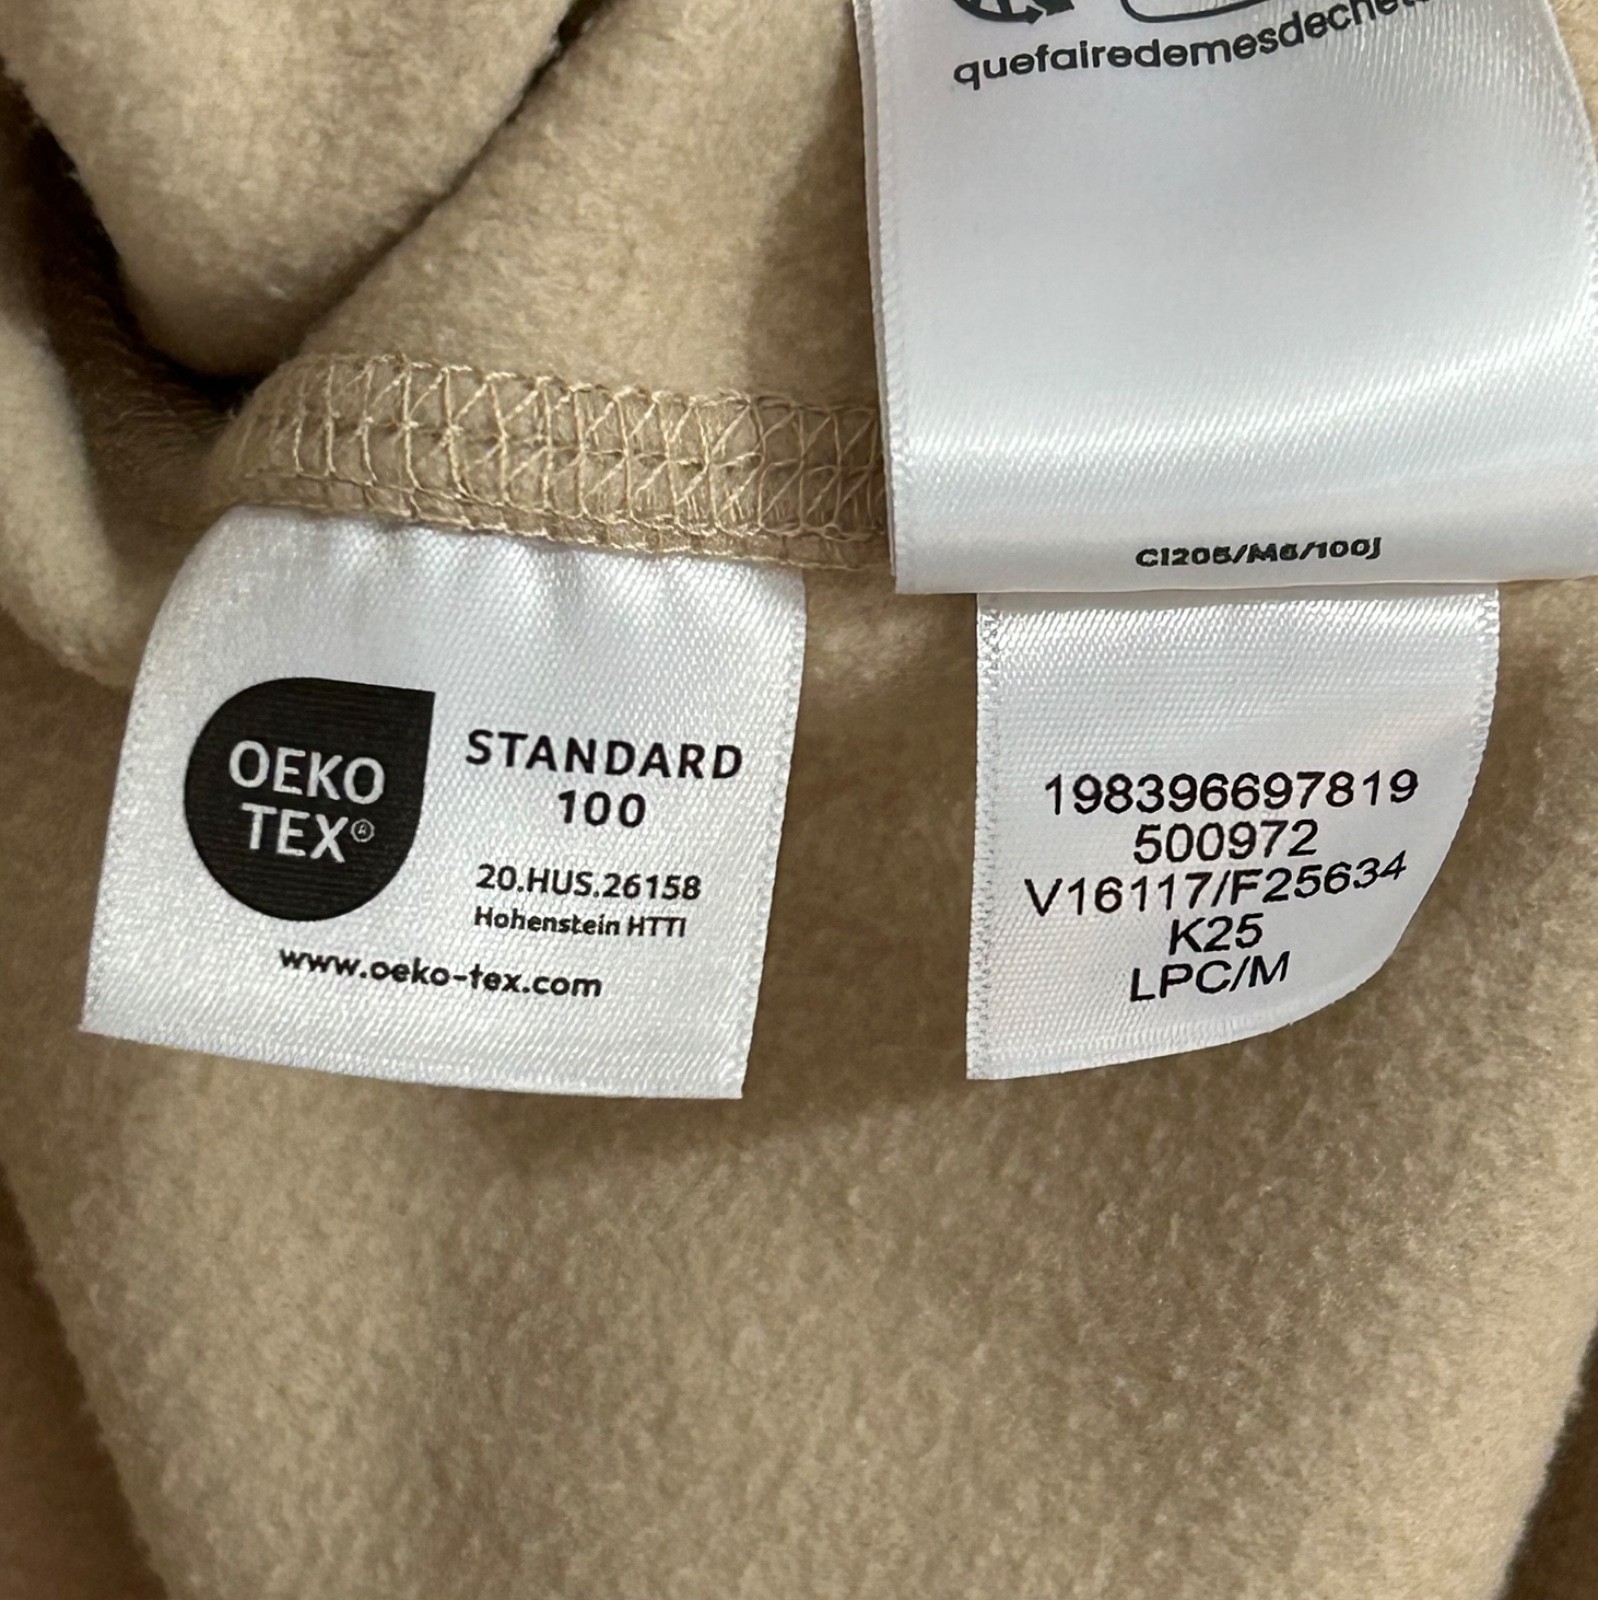 quefairedemesdechets
CI205/M6/100J
OEKO
TEX®
STANDARD
100
20.HUS.26158
Hohenstein HTTI
www.oeko-tex.com
198396697819
500972
V16117/F25634
K25
LPC/M